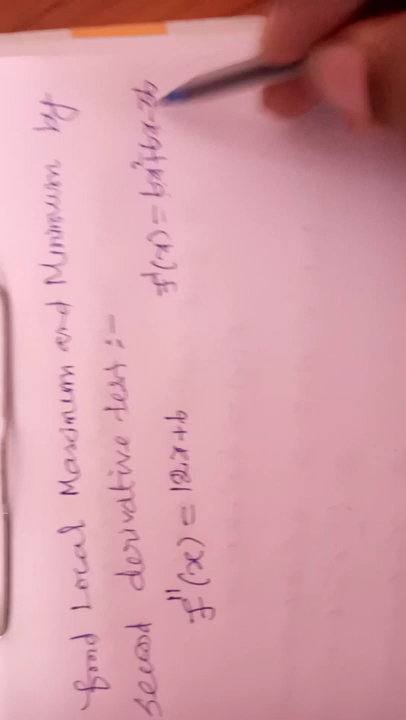 find Local Maximum and Minimum by
second derivative test :-
f'(x) = 6x²+6x-36
f"(x) = 12x+6